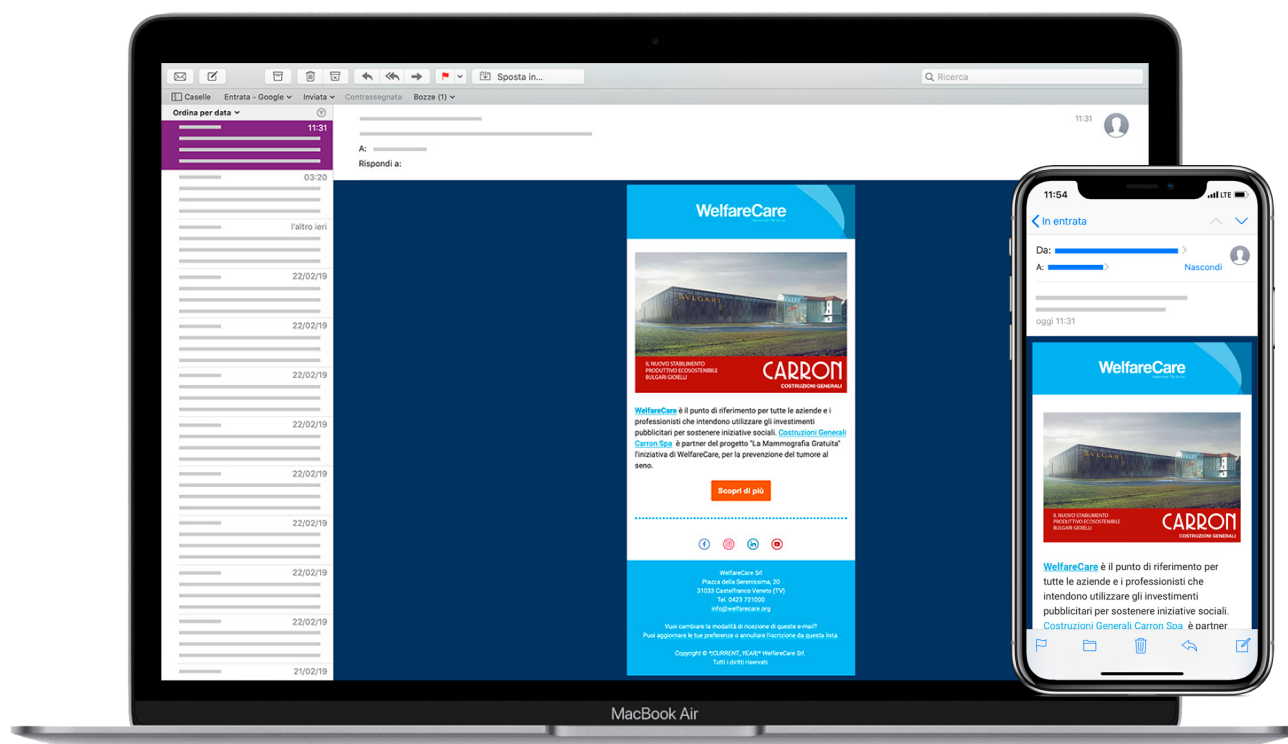 Sposta in...
Ricerca
Caselle Entrata - Google Inviata Contrassegnata Bozze (1)
Ordina per data
11:31
03:20
l'altro ieri
22/02/19
22/02/19
22/02/19
22/02/19
22/02/19
22/02/19
22/02/19
22/02/19
21/02/19
11:31
A:
Rispondi a:
WelfareCare
BVLGARI
IL NUOVO STABILIMENTO
PRODUTTIVO ECOSOSTENIBILE
BULGARI GIOIELLI
CARRON
COSTRUZIONI GENERALI
WelfareCare è il punto di riferimento per tutte le aziende e i
professionisti che intendono utilizzare gli investimenti
pubblicitari per sostenere iniziative sociali. Costruzioni Generali
Carron Spa è partner del progetto "La Mammografia Gratuita"
l'iniziativa di WelfareCare, per la prevenzione del tumore al
seno.
Scopri di più
WelfareCare Srl
Piazza della Serenissima, 20
31033 Castelfranco Veneto (TV)
Tel. 0423 721000
info@welfarecare.org
Vuoi cambiare la modalità di ricezione di queste e-mail?
Puoi aggiornare le tue preferenze o annullare l'iscrizione da questa lista.
Copyright © *|CURRENT_YEAR|* WelfareCare Srl.
Tutti i diritti riservati.
MacBook Air
11:54
LTE
In entrata
Da:
A:
Nascondi
oggi 11:31
WelfareCare
BVLGARI
IL NUOVO STABILIMENTO
PRODUTTIVO ECOSOSTENIBILE
BULGARI GIOIELLI
CARRON
COSTRUZIONI GENERALI
WelfareCare è il punto di riferimento per
tutte le aziende e i professionisti che
intendono utilizzare gli investimenti
pubblicitari per sostenere iniziative sociali.
Costruzioni Generali Carron Spa è partner